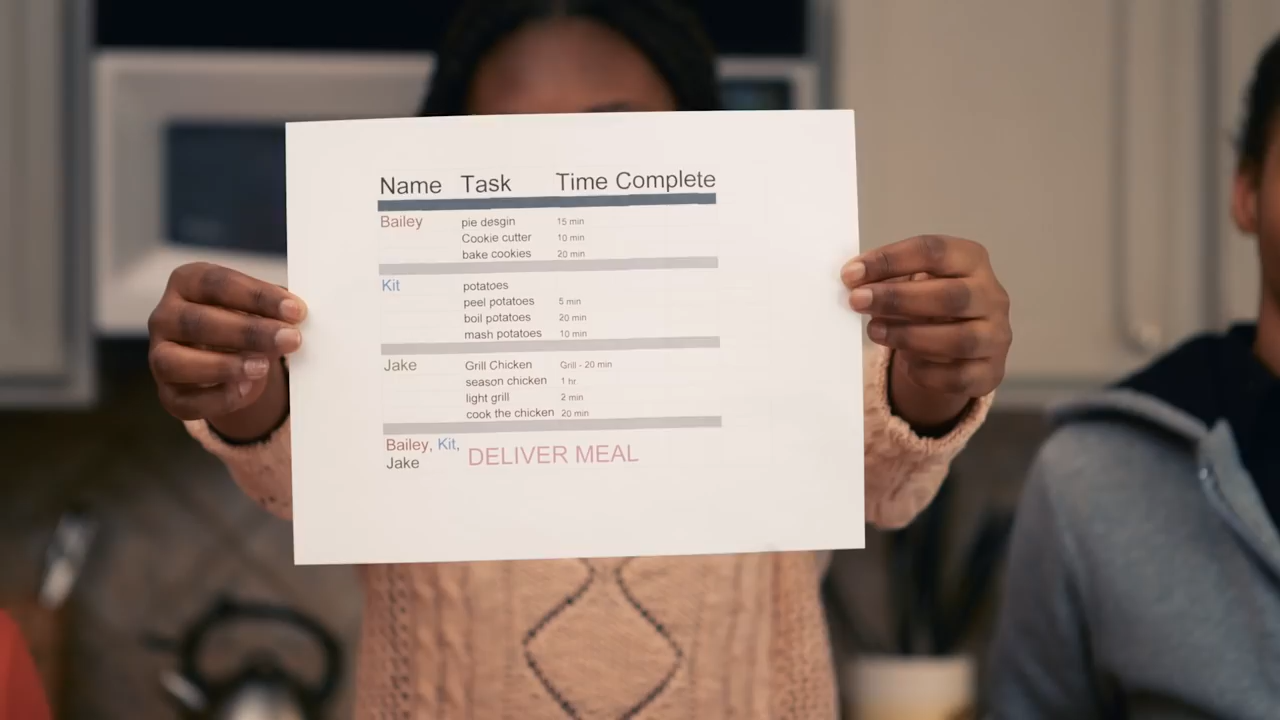 Name Task Time Complete
Bailey pie desgin 15 min
Cookie cutter 10 min
bake cookies 20 min
Kit potatoes
peel potatoes 5 min
boil potatoes 20 min
mash potatoes 10 min
Jake Grill Chicken Grill - 20 min
season chicken 1 hr
light grill 2 min
cook the chicken 20 min
Bailey, Kit,
Jake DELIVER MEAL